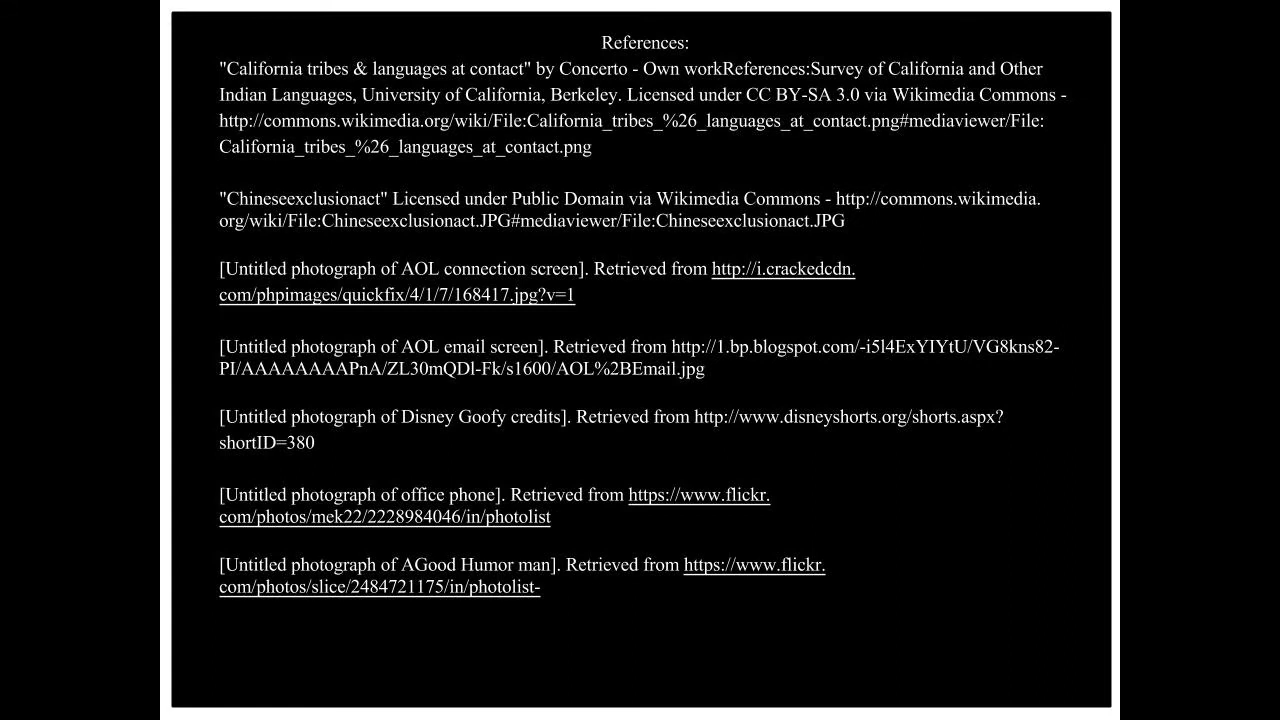 References:
"California tribes & languages at contact" by Concerto - Own workReferences:Survey of California and Other
Indian Languages, University of California, Berkeley. Licensed under CC BY-SA 3.0 via Wikimedia Commons -
http://commons.wikimedia.org/wiki/File:California_tribes_%26_languages_at_contact.png#mediaviewer/File:
California_tribes_%26_languages_at_contact.png
"Chineseexclusionact" Licensed under Public Domain via Wikimedia Commons - http://commons.wikimedia.
org/wiki/File:Chineseexclusionact.JPG#mediaviewer/File:Chineseexclusionact.JPG
[Untitled photograph of AOL connection screen]. Retrieved from http://i.crackedcdn.
com/phpimages/quickfix/4/1/7/168417.jpg?v=1
[Untitled photograph of AOL email screen]. Retrieved from http://1.bp.blogspot.com/-i5l4ExYIYtU/VG8kns82-
PI/AAAAAAAAPnA/ZL30mQDl-Fk/s1600/AOL%2BEmail.jpg
[Untitled photograph of Disney Goofy credits]. Retrieved from http://www.disneyshorts.org/shorts.aspx?
shortID=380
[Untitled photograph of office phone]. Retrieved from https://www.flickr.
com/photos/mek22/2228984046/in/photolist
[Untitled photograph of AGood Humor man]. Retrieved from https://www.flickr.
com/photos/slice/2484721175/in/photolist-